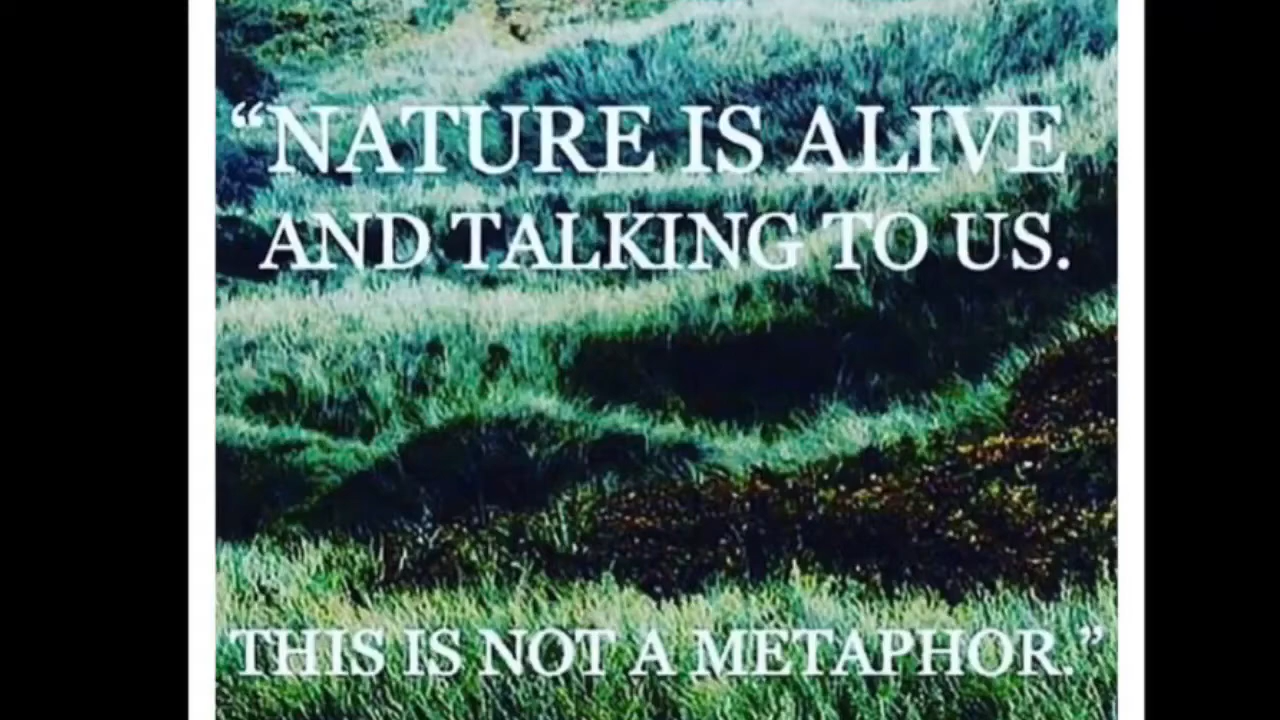 “NATURE IS ALIVE
AND TALKING TO US.
THIS IS NOT A METAPHOR.”